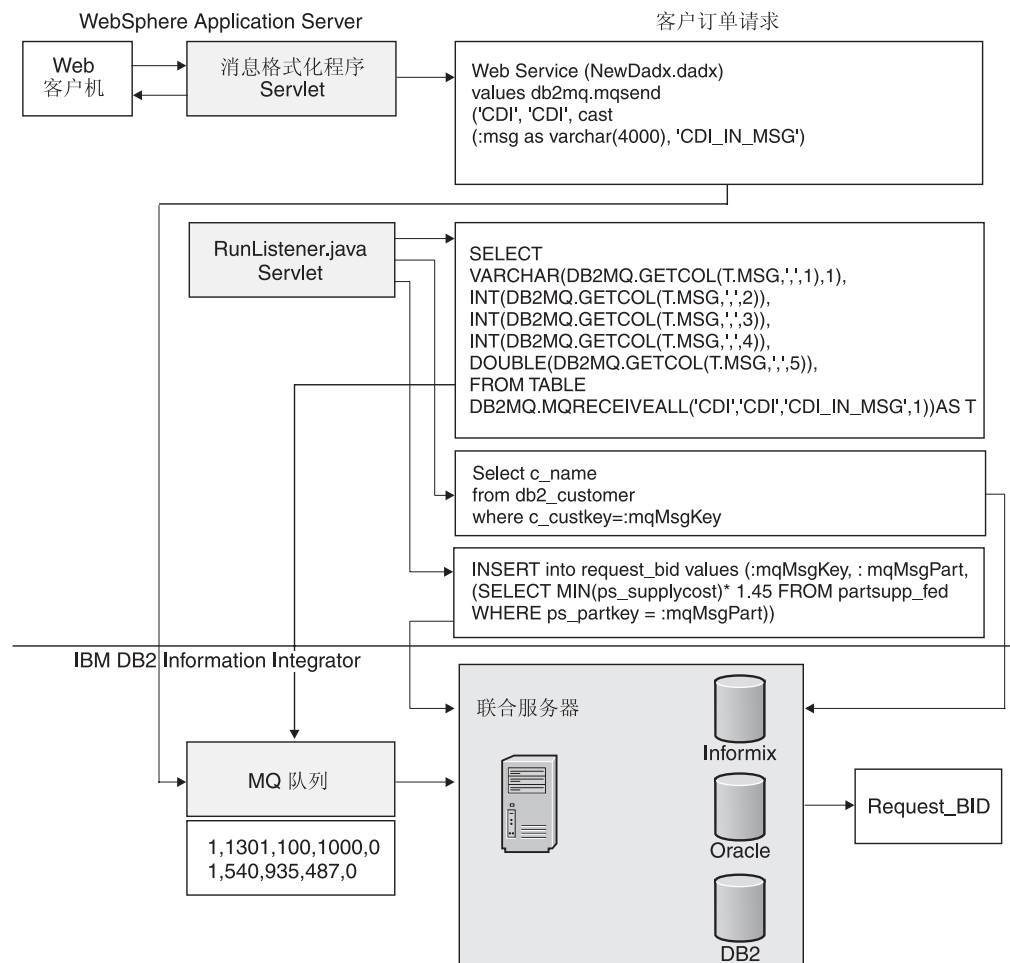 WebSphere Application Server
客户订单请求
Web
客户机
消息格式化程序
Servlet
Web Service (NewDadx.dadx)
values db2mq.mqsend
('CDI', 'CDI', cast
(:msg as varchar(4000), 'CDI_IN_MSG')
RunListener.java
Servlet
SELECT
VARCHAR(DB2MQ.GETCOL(T.MSG,',',1),1),
INT(DB2MQ.GETCOL(T.MSG,',',2)),
INT(DB2MQ.GETCOL(T.MSG,',',3)),
INT(DB2MQ.GETCOL(T.MSG,',',4)),
DOUBLE(DB2MQ.GETCOL(T.MSG,',',5)),
FROM TABLE
DB2MQ.MQRECEIVEALL('CDI','CDI','CDI_IN_MSG',1))AS T
Select c_name
from db2_customer
where c_custkey=:mqMsgKey
INSERT into request_bid values (:mqMsgKey, : mqMsgPart,
(SELECT MIN(ps_supplycost)* 1.45 FROM partsupp_fed
WHERE ps_partkey = :mqMsgPart))
IBM DB2 Information Integrator
联合服务器
Informix
MQ 队列
Request_BID
1,1301,100,1000,0
1,540,935,487,0
Oracle
DB2